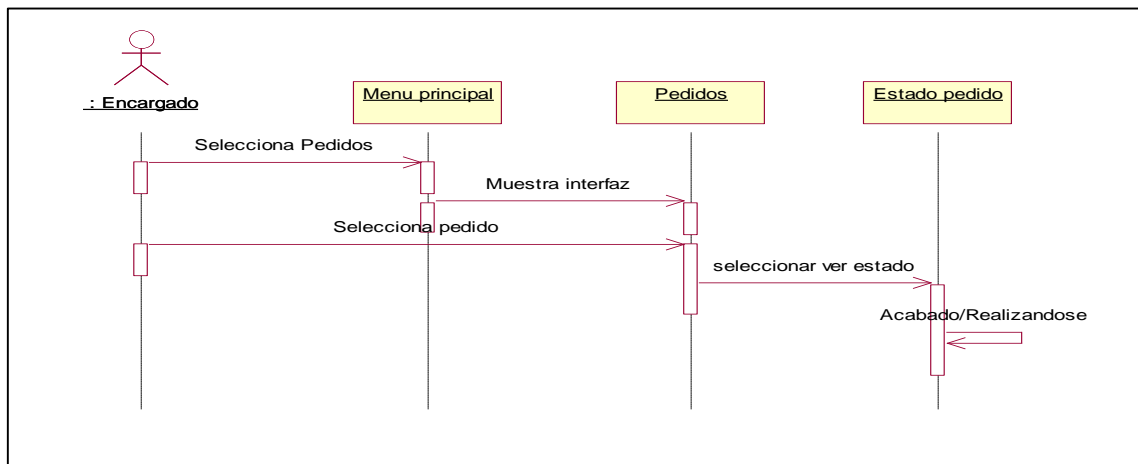 : Encargado
Menu principal
Pedidos
Estado pedido
Selecciona Pedidos
Muestra interfaz
Selecciona pedido
seleccionar ver estado
Acabado/Realizandose